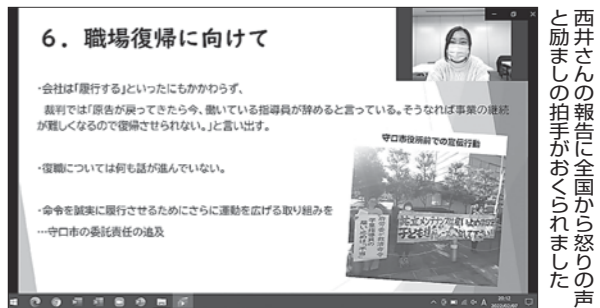 西井さんの報告に全国から怒りの声
と励ましの拍手がおくられました
6．職場復帰に向けて
・会社は「履行する」といったにもかかわらず、
裁判では「原告が戻ってきたら今、働いている指導員が辞めると言っている。そうなれば事業の継続
が難しくなるので復帰させられない。」と言い出す。
・復職については何も話が進んでいない。
・命令を誠実に履行させるためにさらに運動を広げる取り組みを
…守口市の委託責任の追及
守口市役所前での宣伝行動